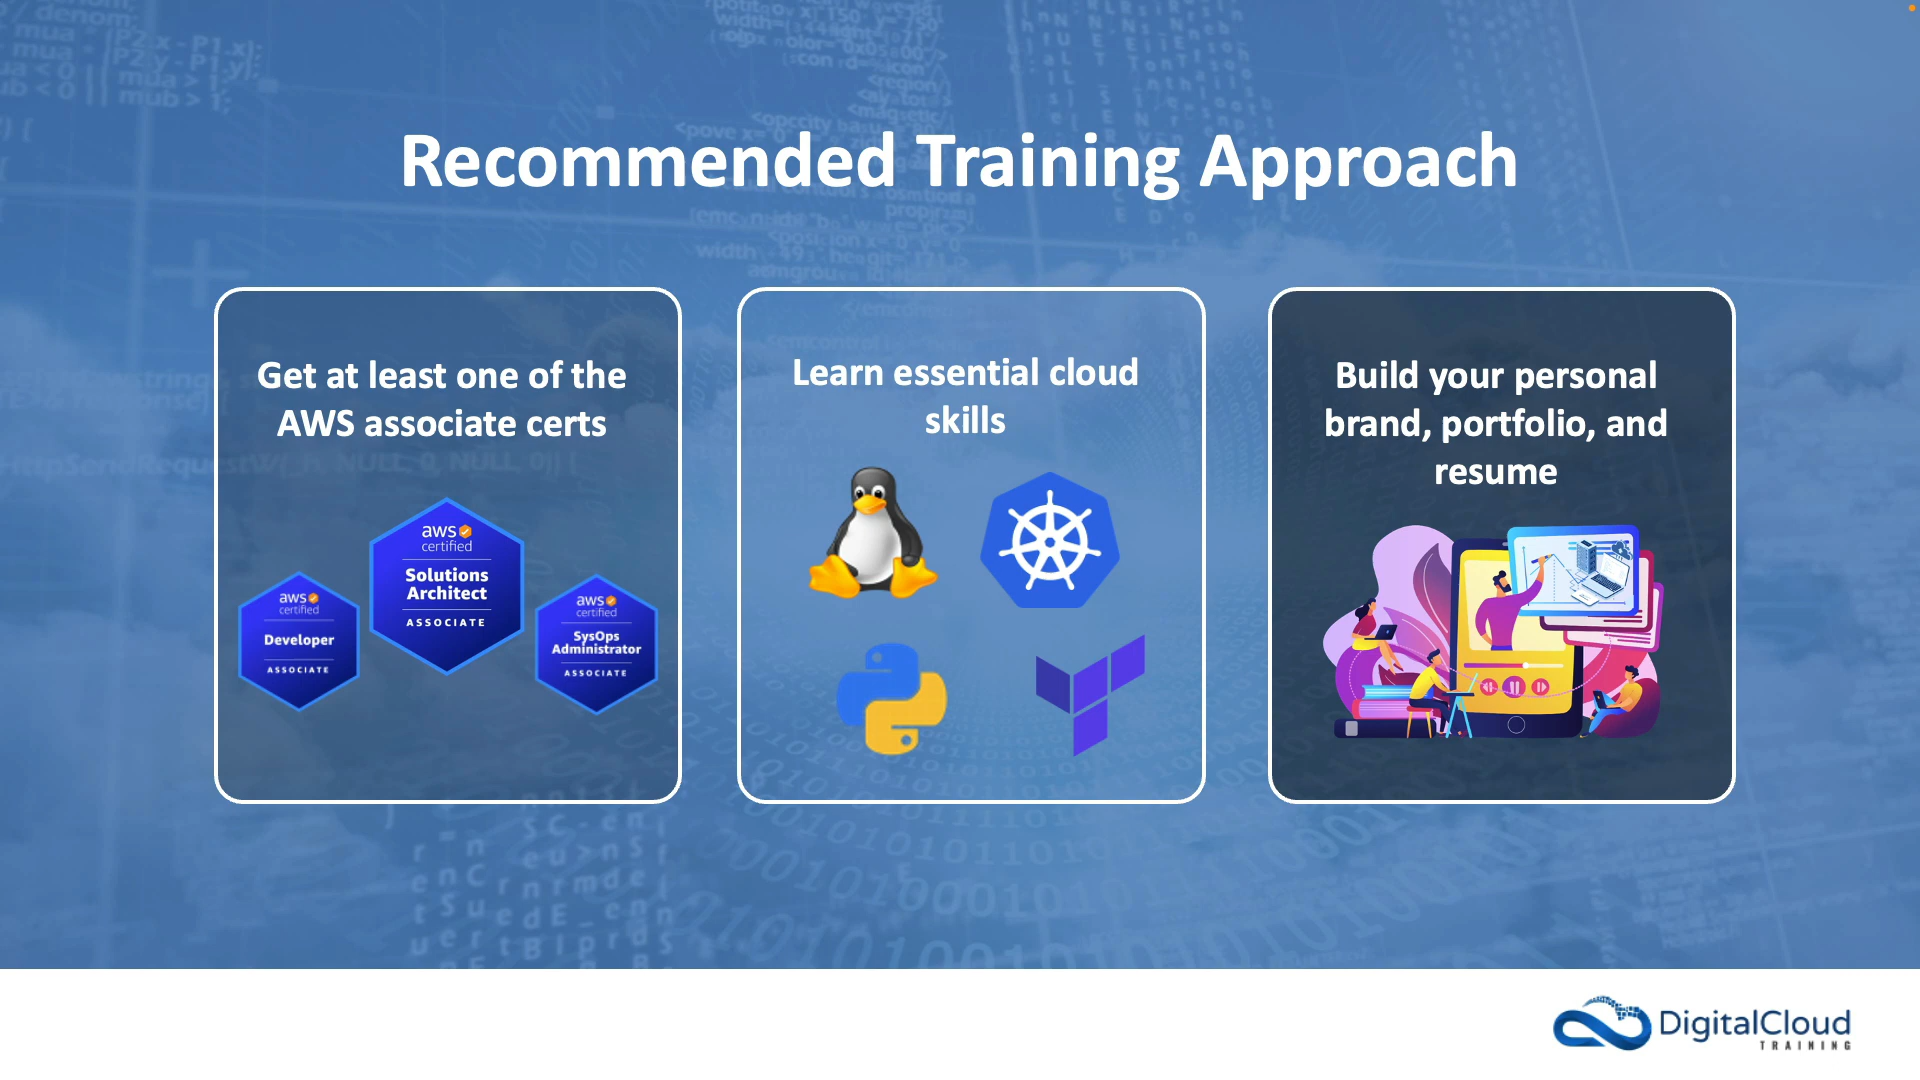 Recommended Training Approach
Get at least one of the
AWS associate certs
aws
certified
Developer
ASSOCIATE
aws
certified
Solutions
Architect
ASSOCIATE
aws
certified
SysOps
Administrator
ASSOCIATE
Learn essential cloud
skills
Build your personal
brand, portfolio, and
resume
DigitalCloud
TRAINING